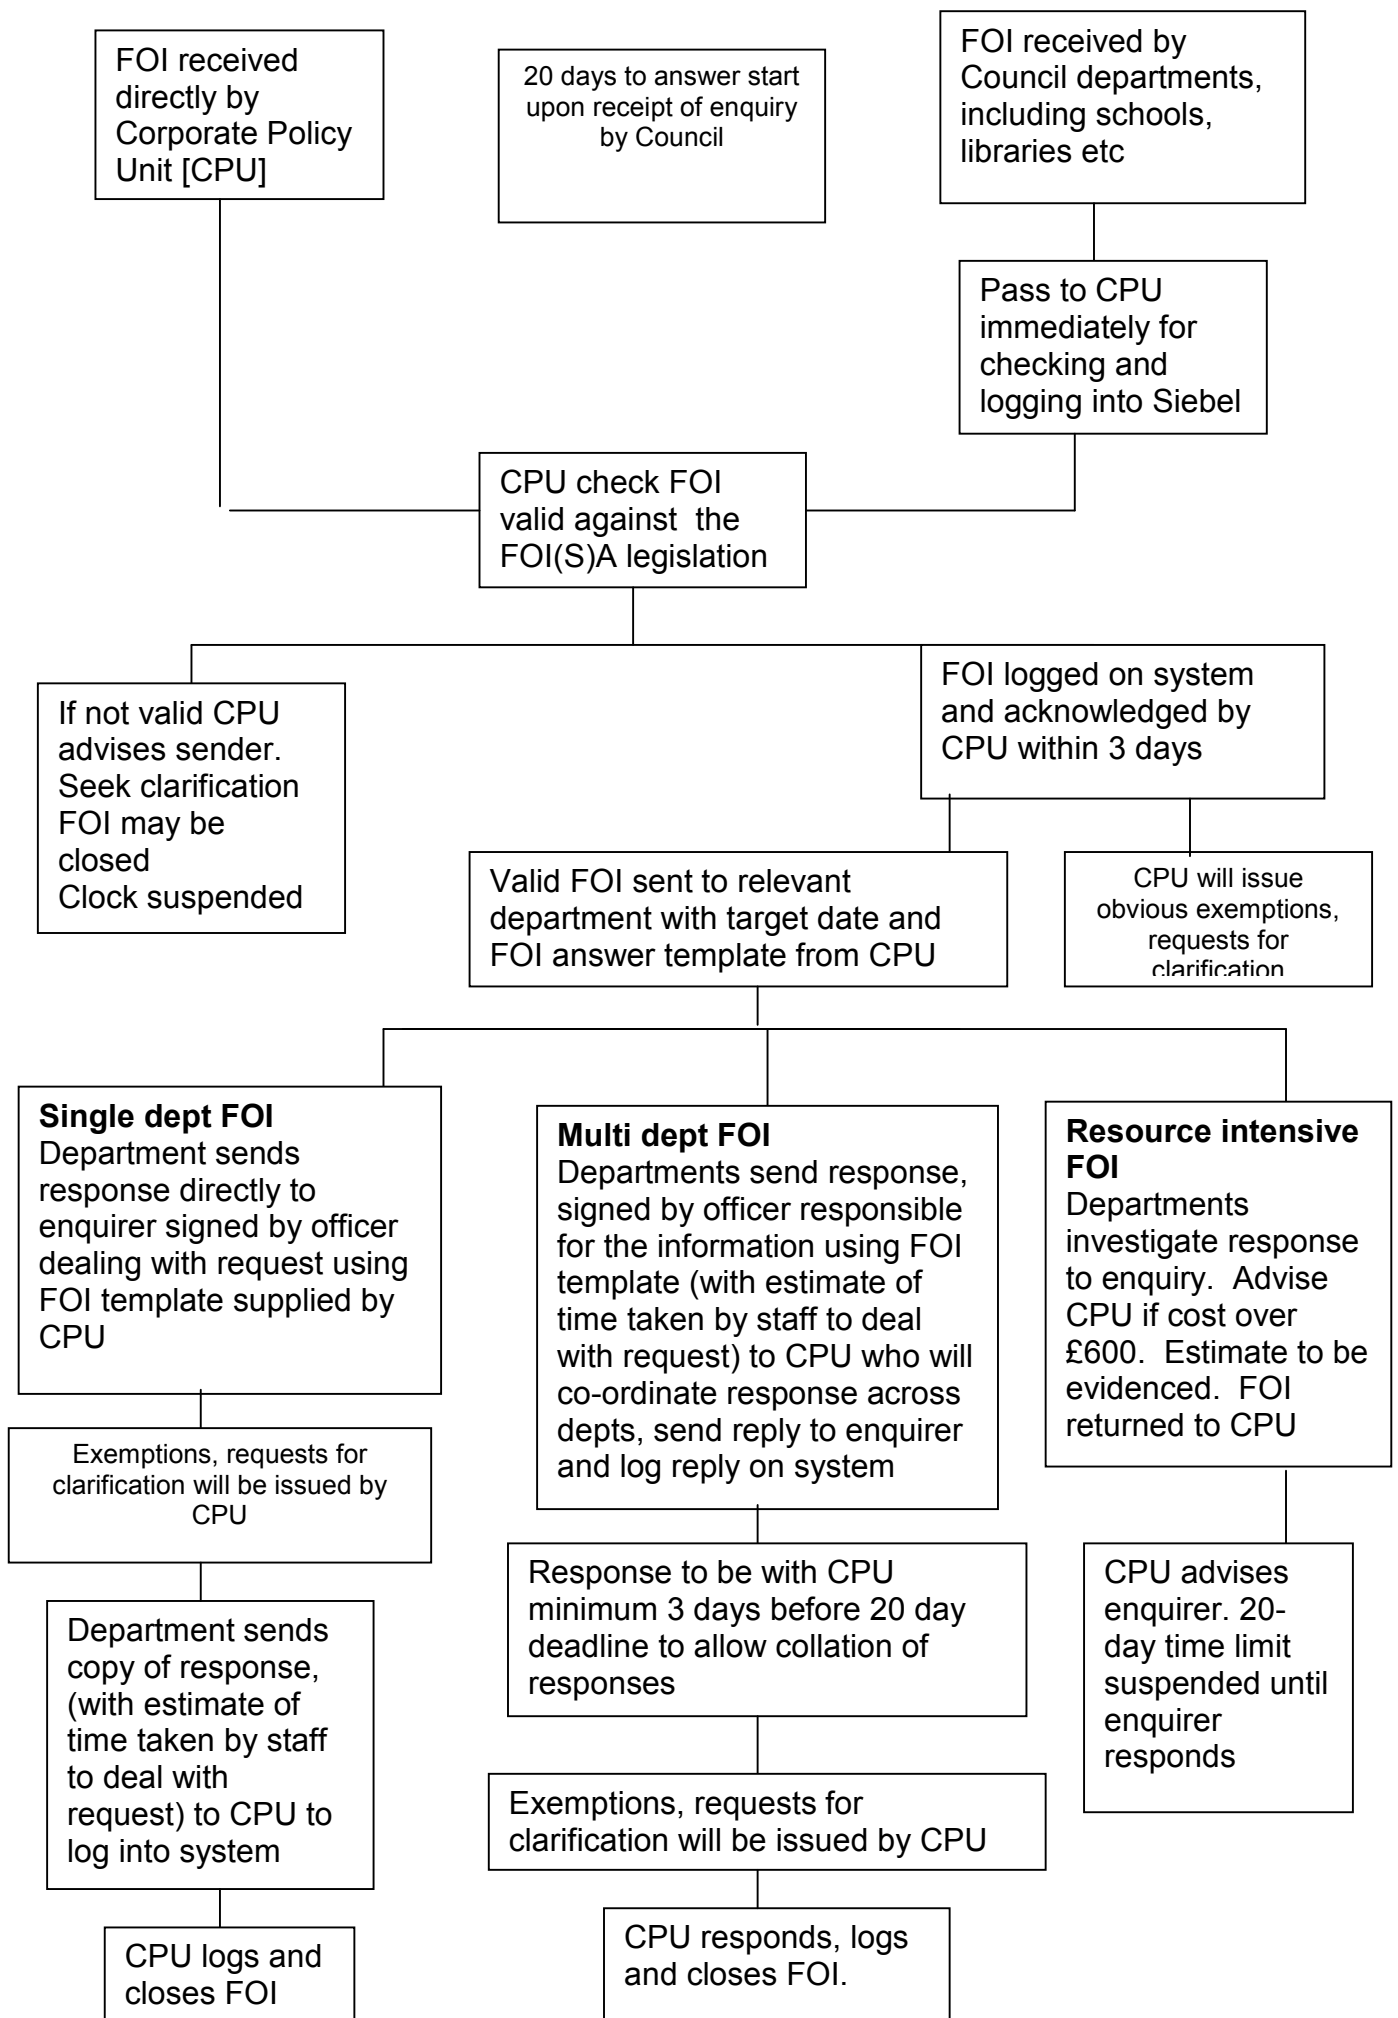 FOI received
directly by
Corporate Policy
Unit [CPU]
20 days to answer start
upon receipt of enquiry
by Council
FOI received by
Council departments,
including schools,
libraries etc
Pass to CPU
immediately for
checking and
logging into Siebel
CPU check FOI
valid against the
FOI(S)A legislation
If not valid CPU
advises sender.
Seek clarification
FOI may be
closed
Clock suspended
FOI logged on system
and acknowledged by
CPU within 3 days
Valid FOI sent to relevant
department with target date and
FOI answer template from CPU
CPU will issue
obvious exemptions,
requests for
clarification
Single dept FOI
Department sends
response directly to
enquirer signed by officer
dealing with request using
FOI template supplied by
CPU
Multi dept FOI
Departments send response,
signed by officer responsible
for the information using FOI
template (with estimate of
time taken by staff to deal
with request) to CPU who will
co-ordinate response across
depts, send reply to enquirer
and log reply on system
Resource intensive
FOI
Departments
investigate response
to enquiry. Advise
CPU if cost over
£600. Estimate to be
evidenced. FOI
returned to CPU
Exemptions, requests for
clarification will be issued by
CPU
Response to be with CPU
minimum 3 days before 20 day
deadline to allow collation of
responses
CPU advises
enquirer. 20-
day time limit
suspended until
enquirer
responds
Department sends
copy of response,
(with estimate of
time taken by staff
to deal with
request) to CPU to
log into system
Exemptions, requests for
clarification will be issued by CPU
CPU logs and
closes FOI
CPU responds, logs
and closes FOI.